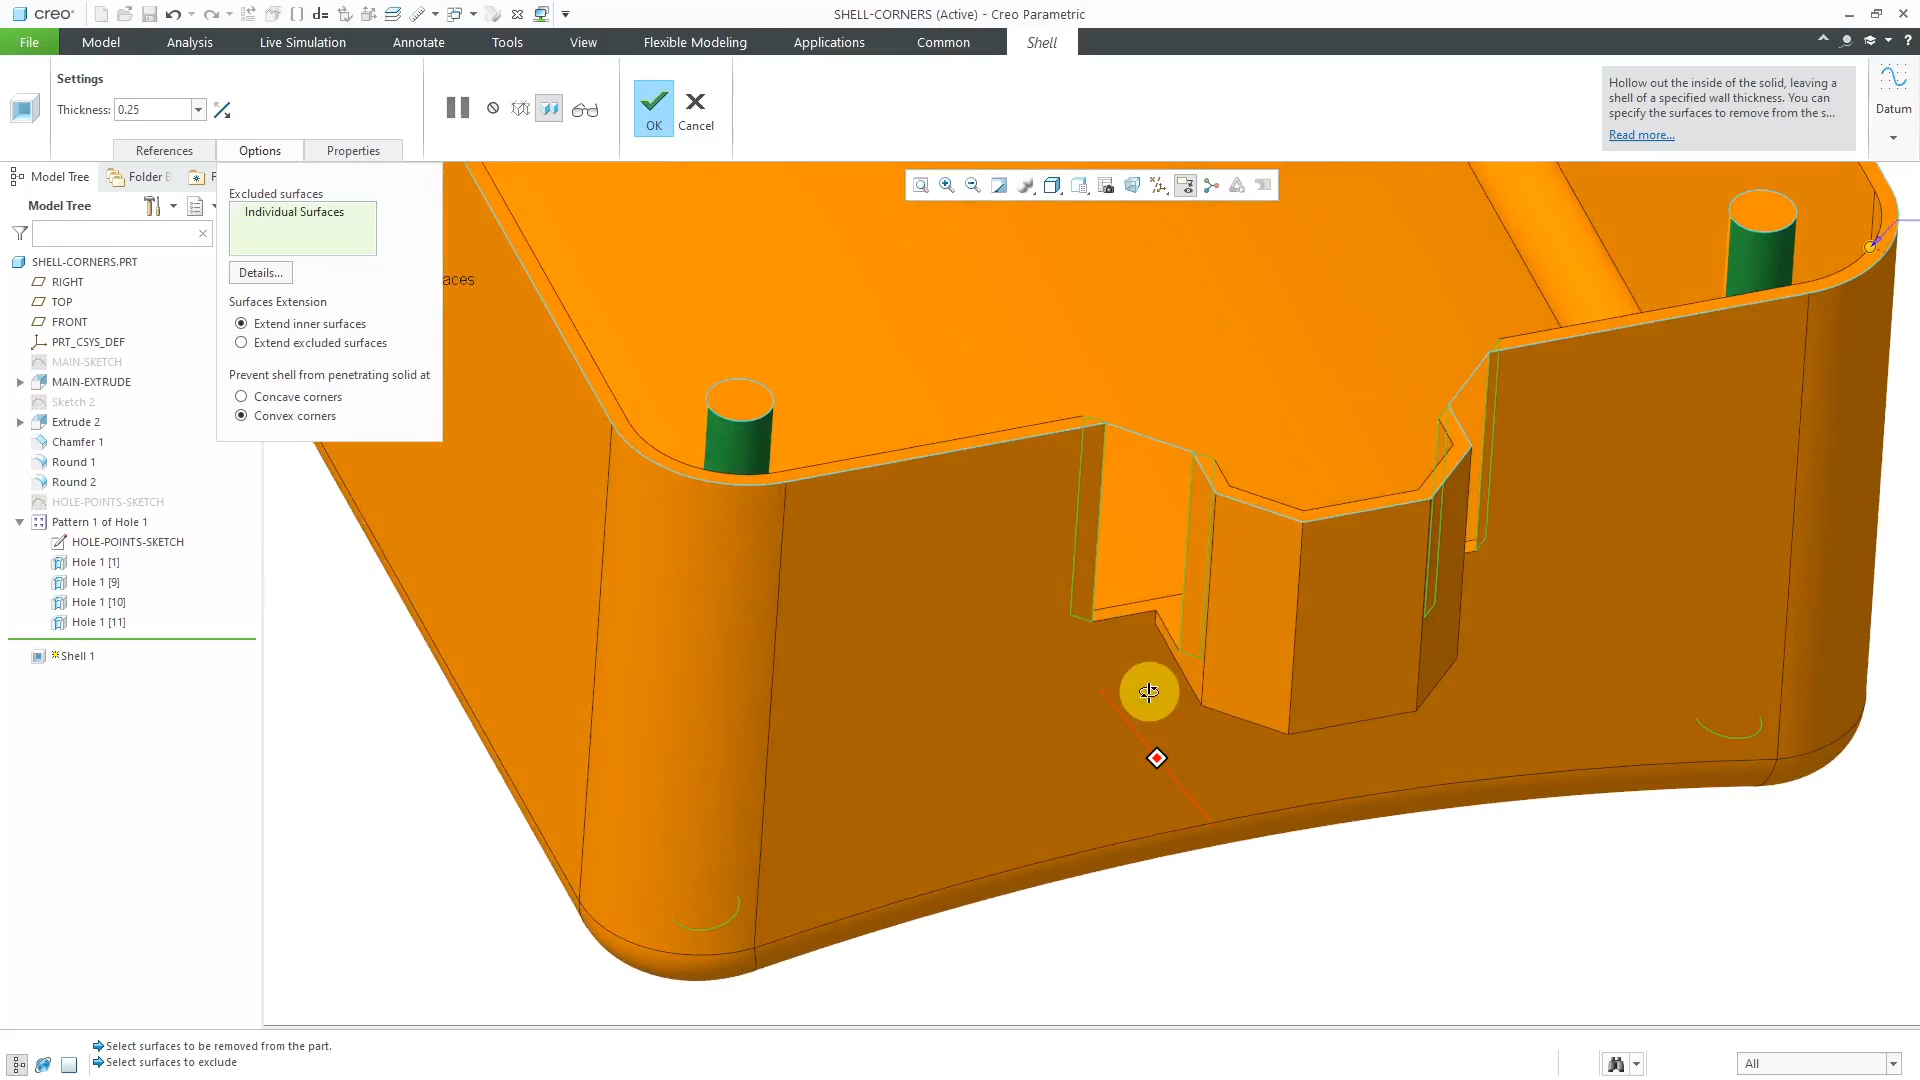 creo
SHELL-CORNERS (Active) - Creo Parametric
File Model Analysis Live Simulation Annotate Tools View Flexible Modeling Applications Common Shell
Settings
Thickness: 0.25
OK
Cancel
Hollow out the inside of the solid, leaving a
shell of a specified wall thickness. You can
specify the surfaces to remove from the s...
Read more...
Datum
References Options Properties
Model Tree Folder B F
Model Tree
SHELL-CORNERS.PRT
RIGHT
TOP
FRONT
PRT_CSYS_DEF
MAIN-SKETCH
MAIN-EXTRUDE
Sketch 2
Extrude 2
Chamfer 1
Round 1
Round 2
HOLE-POINTS-SKETCH
Pattern 1 of Hole 1
HOLE-POINTS-SKETCH
Hole 1 [1]
Hole 1 [9]
Hole 1 [10]
Hole 1 [11]
Shell 1
Excluded surfaces
Individual Surfaces
Details...
Surfaces Extension
Extend inner surfaces
Extend excluded surfaces
Prevent shell from penetrating solid at
Concave corners
Convex corners
aces
Select surfaces to be removed from the part.
Select surfaces to exclude
All